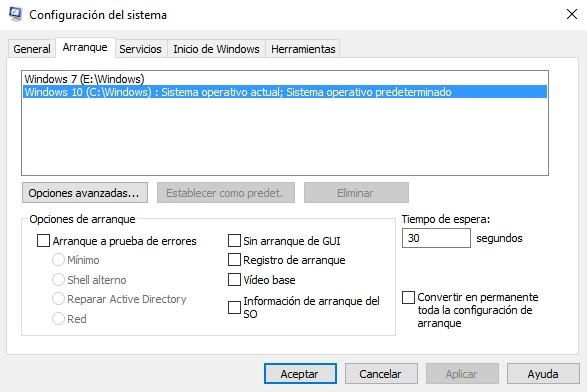 Configuración del sistema
General Arranque Servicios Inicio de Windows Herramientas
Windows 7 (E:\Windows)
Windows 10 (C:\Windows) : Sistema operativo actual; Sistema operativo predeterminado
Opciones avanzadas... Establecer como predet. Eliminar
Opciones de arranque
Arranque a prueba de errores
Mínimo
Shell alterno
Reparar Active Directory
Red
Sin arranque de GUI
Registro de arranque
Vídeo base
Información de arranque del
SO
Tiempo de espera:
30 segundos
Convertir en permanente
toda la configuración de
arranque
Aceptar Cancelar Aplicar Ayuda